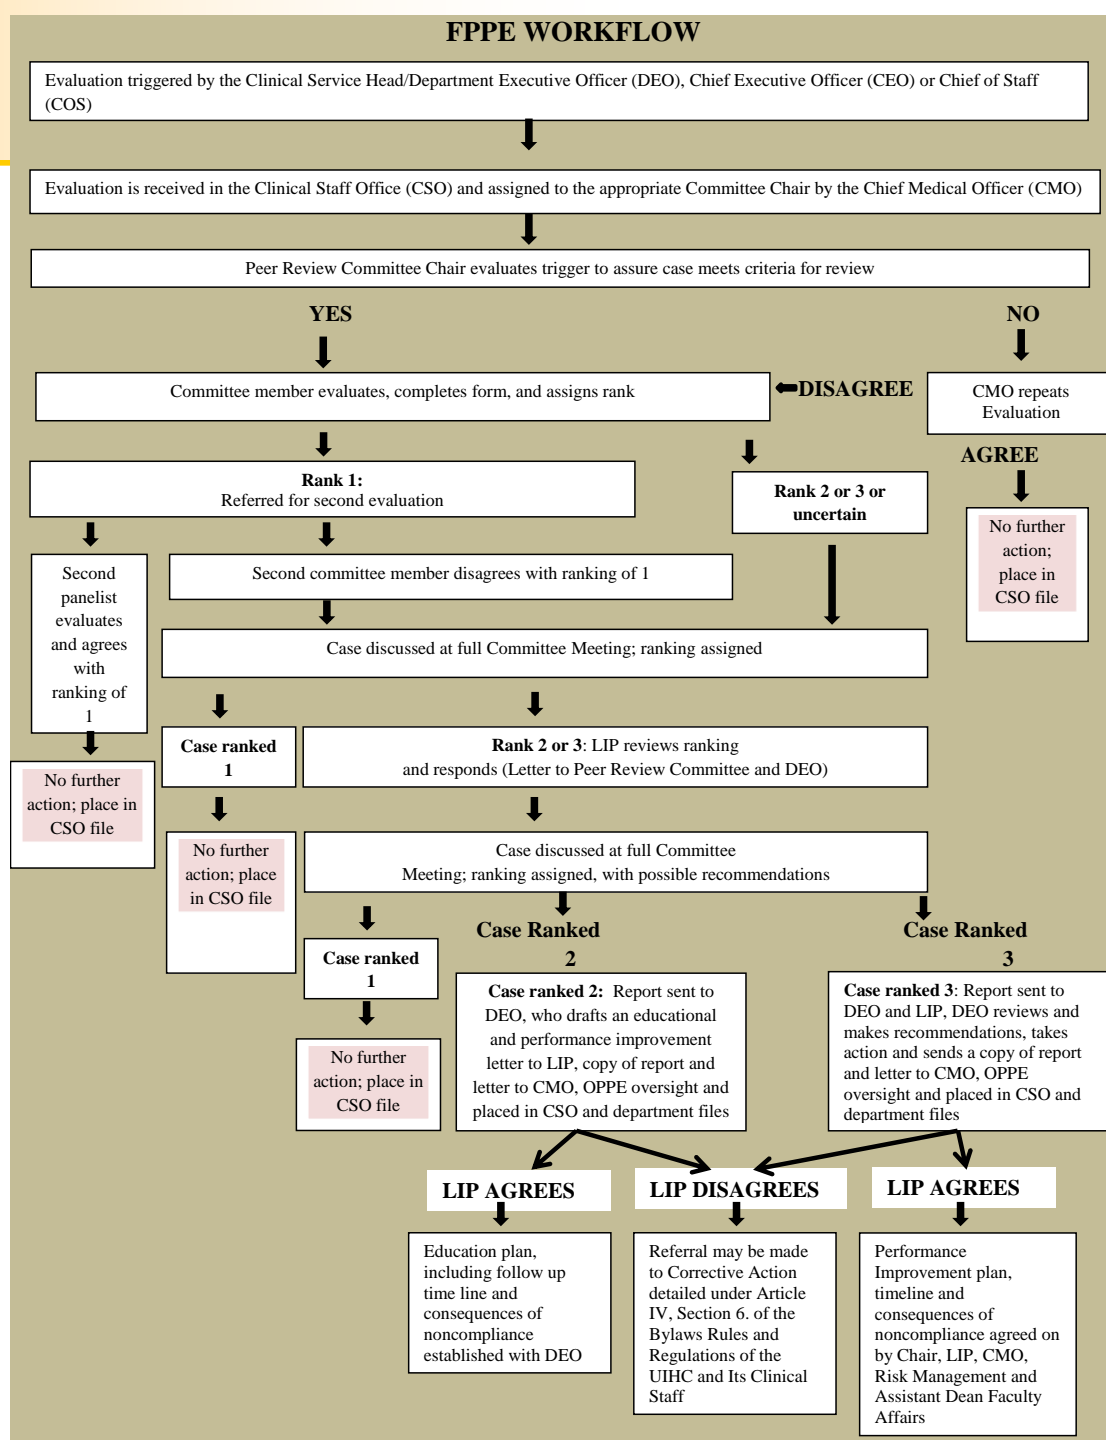 FPPE WORKFLOW
Evaluation triggered by the Clinical Service Head/Department Executive Officer (DEO), Chief Executive Officer (CEO) or Chief of Staff
(COS)
Evaluation is received in the Clinical Staff Office (CSO) and assigned to the appropriate Committee Chair by the Chief Medical Officer (CMO)
Peer Review Committee Chair evaluates trigger to assure case meets criteria for review
YES
NO
Committee member evaluates, completes form, and assigns rank
DISAGREE
CMO repeats
Evaluation
AGREE
No further
action;
place in
CSO file
Rank 1:
Referred for second evaluation
Rank 2 or 3 or
uncertain
Second
panelist
evaluates
and agrees
with
ranking of
1
Second committee member disagrees with ranking of 1
Case discussed at full Committee Meeting; ranking assigned
No further
action; place in
CSO file
Case ranked
1
Rank 2 or 3: LIP reviews ranking
and responds (Letter to Peer Review Committee and DEO)
No further
action; place
in CSO file
Case discussed at full Committee
Meeting; ranking assigned, with possible recommendations
Case ranked
1
Case Ranked
2
Case Ranked
3
No further
action; place in
CSO file
Case ranked 2: Report sent to
DEO, who drafts an educational
and performance improvement
letter to LIP, copy of report and
letter to CMO, OPPE oversight and
placed in CSO and department files
Case ranked 3: Report sent to
DEO and LIP, DEO reviews and
makes recommendations, takes
action and sends a copy of report
and letter to CMO, OPPE
oversight and placed in CSO and
department files
LIP AGREES
LIP DISAGREES
LIP AGREES
Education plan,
including follow up
time line and
consequences of
noncompliance
established with DEO
Referral may be made
to Corrective Action
detailed under Article
IV, Section 6. of the
Bylaws Rules and
Regulations of the
UIHC and Its Clinical
Staff
Performance
Improvement plan,
timeline and
consequences of
noncompliance agreed on
by Chair, LIP, CMO,
Risk Management and
Assistant Dean Faculty
Affairs